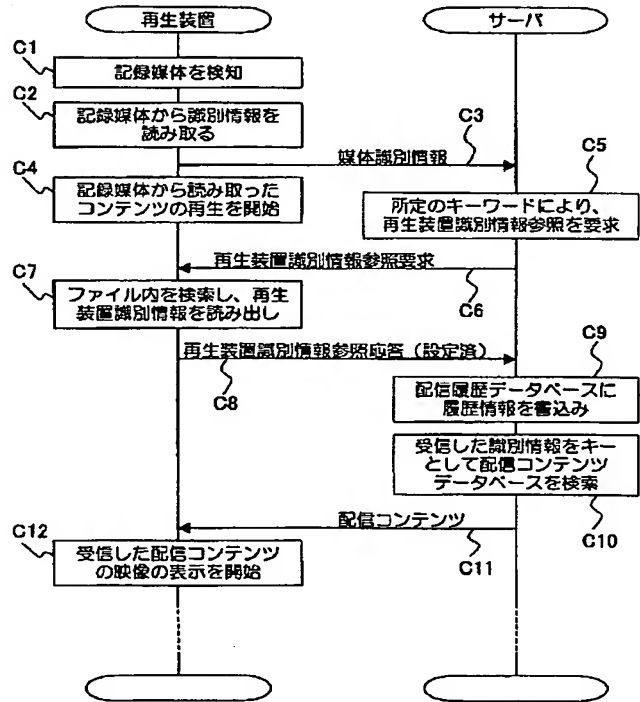 再生装置
サーバ
C1
記録媒体を検知
C2
記録媒体から識別情報を
読み取る
C3
媒体識別情報
C4
記録媒体から読み取った
コンテンツの再生を開始
C5
所定のキーワードにより、
再生装置識別情報参照を要求
再生装置識別情報参照要求
C6
C7
ファイル内を検索し、再生
装置識別情報を読み出し
再生装置識別情報参照応答（設定済）
C8
C9
配信履歴データベースに
履歴情報を書込み
受信した識別情報をキー
として配信コンテンツ
データベースを検索
C10
配信コンテンツ
C11
C12
受信した配信コンテンツ
の映像の表示を開始